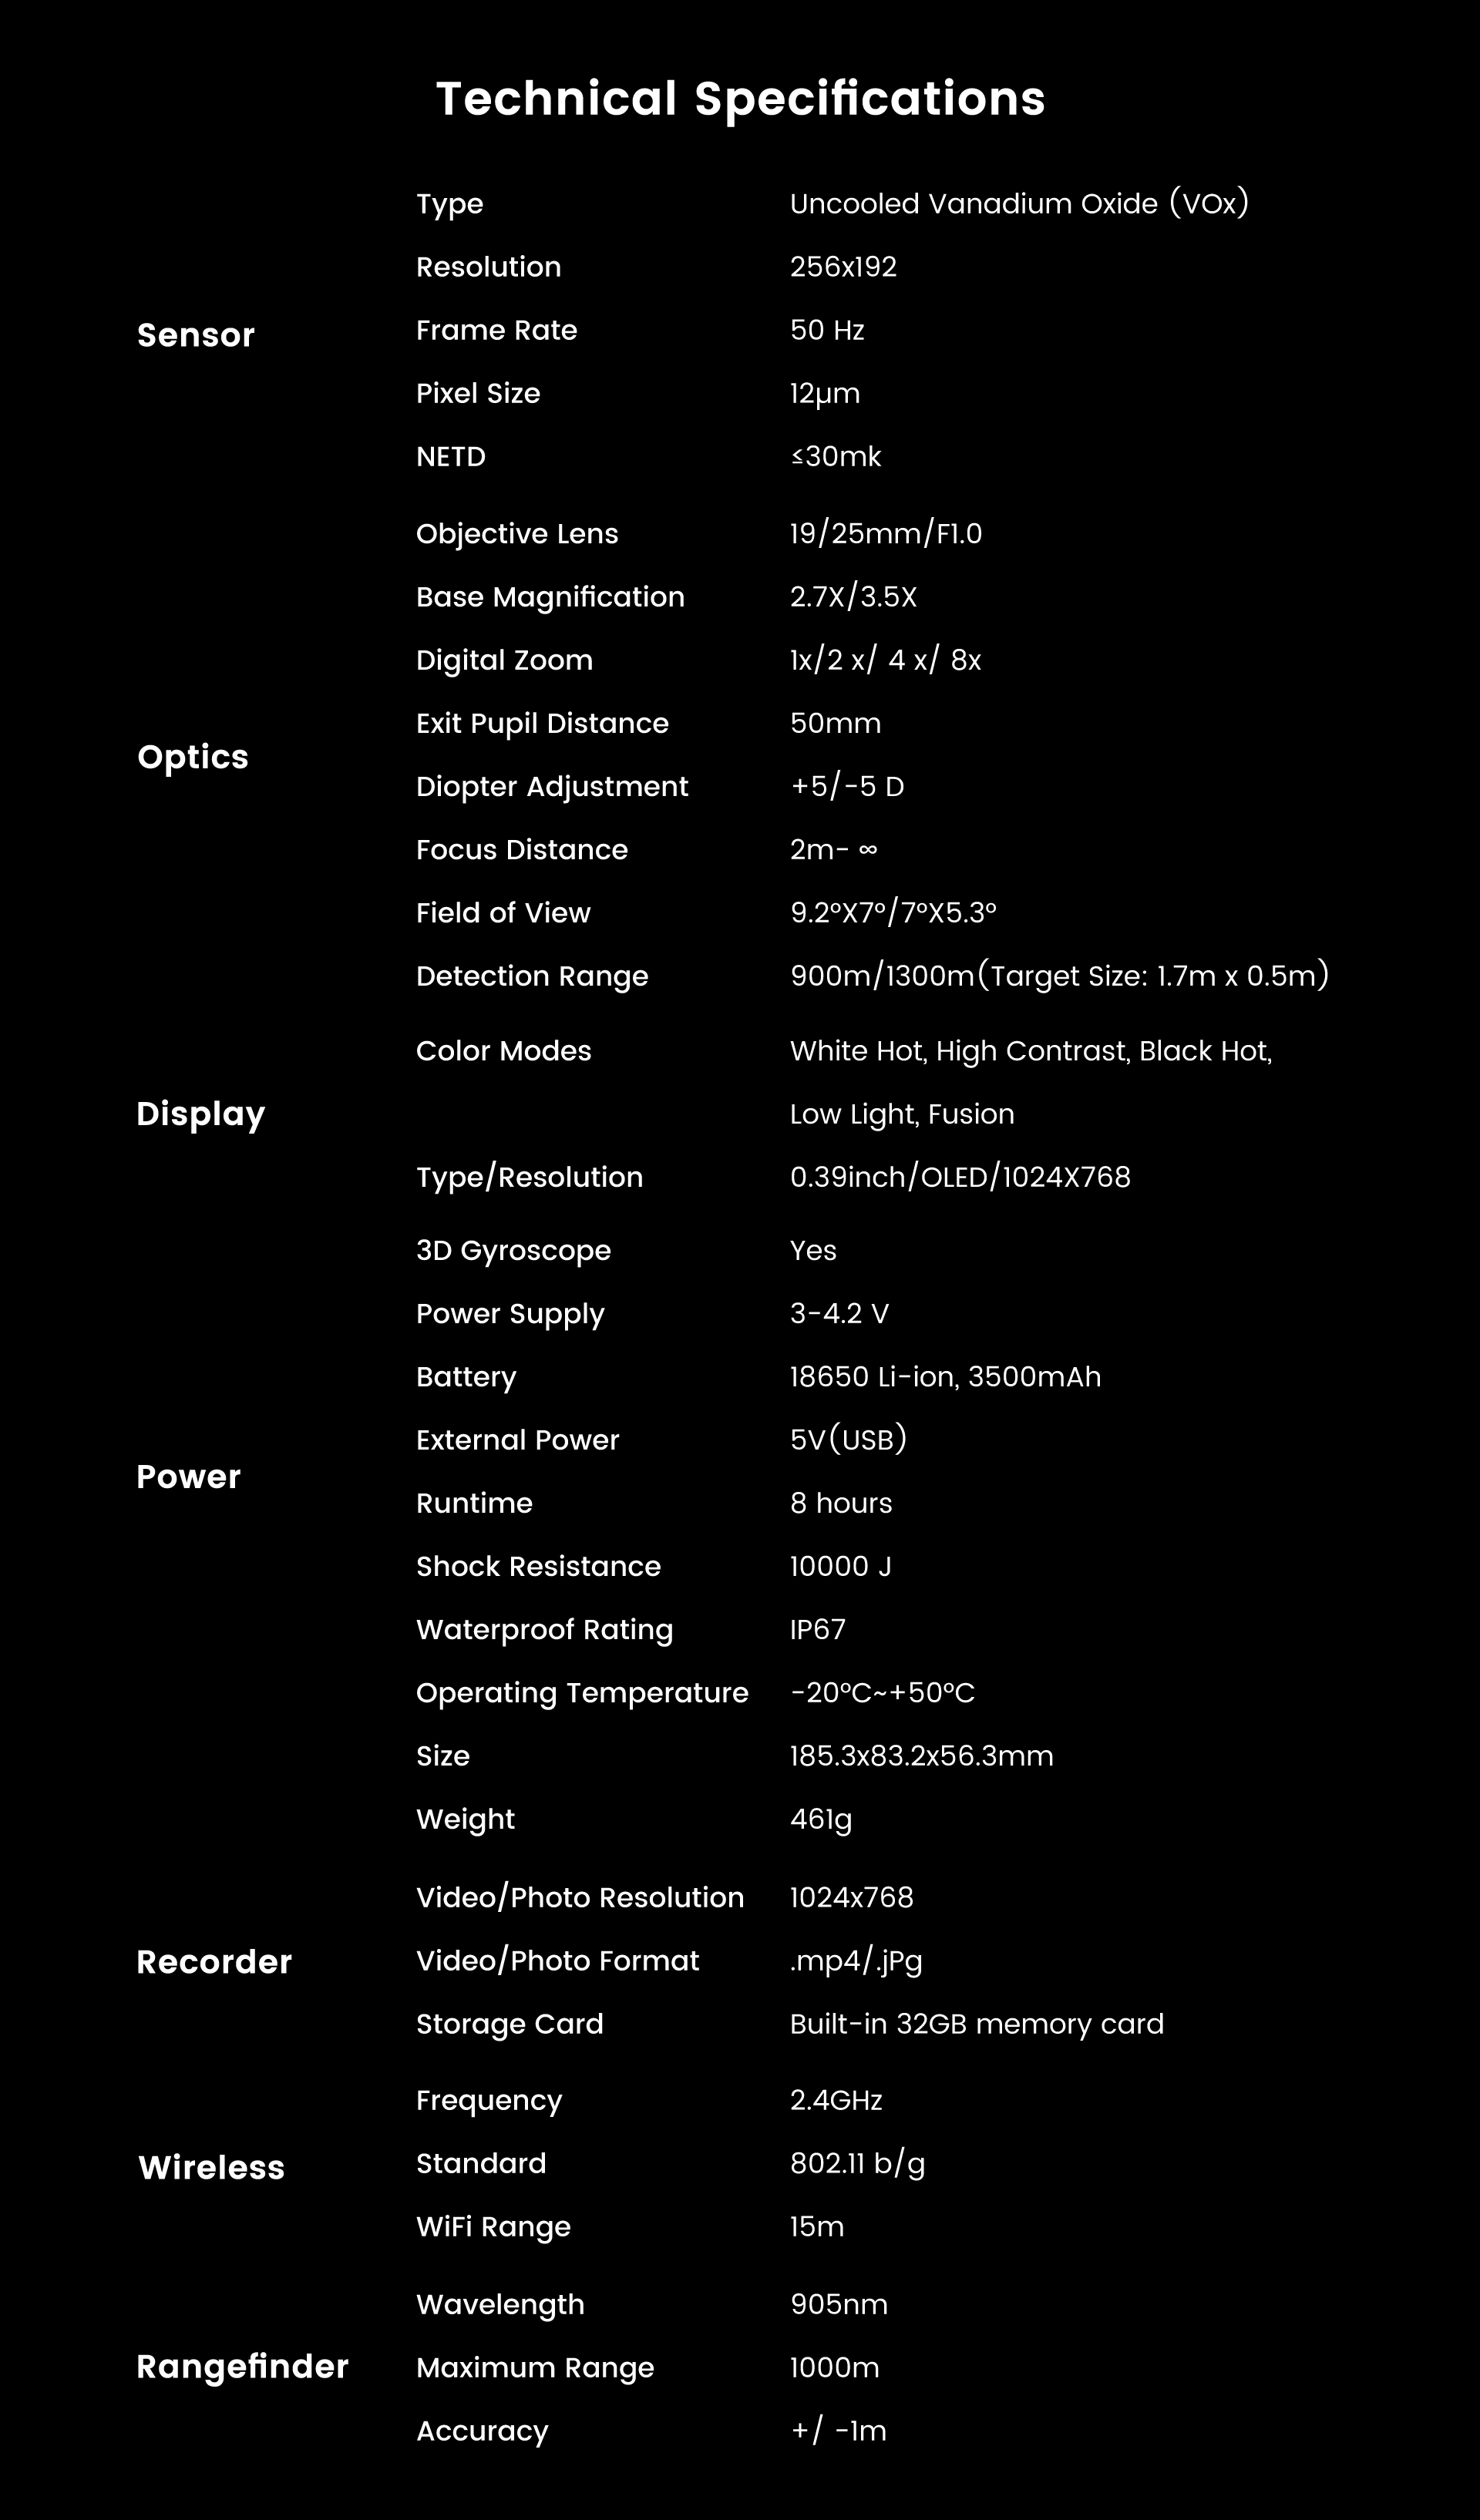 Technical Specifications
Type Uncooled Vanadium Oxide (VOx)
Resolution 256x192
Sensor Frame Rate 50 Hz
Pixel Size 12µm
NETD ≤30mk
Objective Lens 19/25mm/F1.0
Base Magnification 2.7X/3.5X
Digital Zoom 1x/2 x/ 4 x/ 8x
Exit Pupil Distance 50mm
Optics
Diopter Adjustment +5/-5 D
Focus Distance 2m- ∞
Field of View 9.2°X7°/7°X5.3°
Detection Range 900m/1300m(Target Size: 1.7m x 0.5m)
Color Modes White Hot, High Contrast, Black Hot,
Display Low Light, Fusion
Type/Resolution 0.39inch/OLED/1024X768
3D Gyroscope Yes
Power Supply 3-4.2 V
Battery 18650 Li-ion, 3500mAh
External Power 5V(USB)
Power
Runtime 8 hours
Shock Resistance 10000 J
Waterproof Rating IP67
Operating Temperature -20°C~+50°C
Size 185.3x83.2x56.3mm
Weight 461g
Video/Photo Resolution 1024x768
Recorder Video/Photo Format .mp4/.jPg
Storage Card Built-in 32GB memory card
Frequency 2.4GHz
Wireless Standard 802.11 b/g
WiFi Range 15m
Wavelength 905nm
Rangefinder Maximum Range 1000m
Accuracy +/ -1m